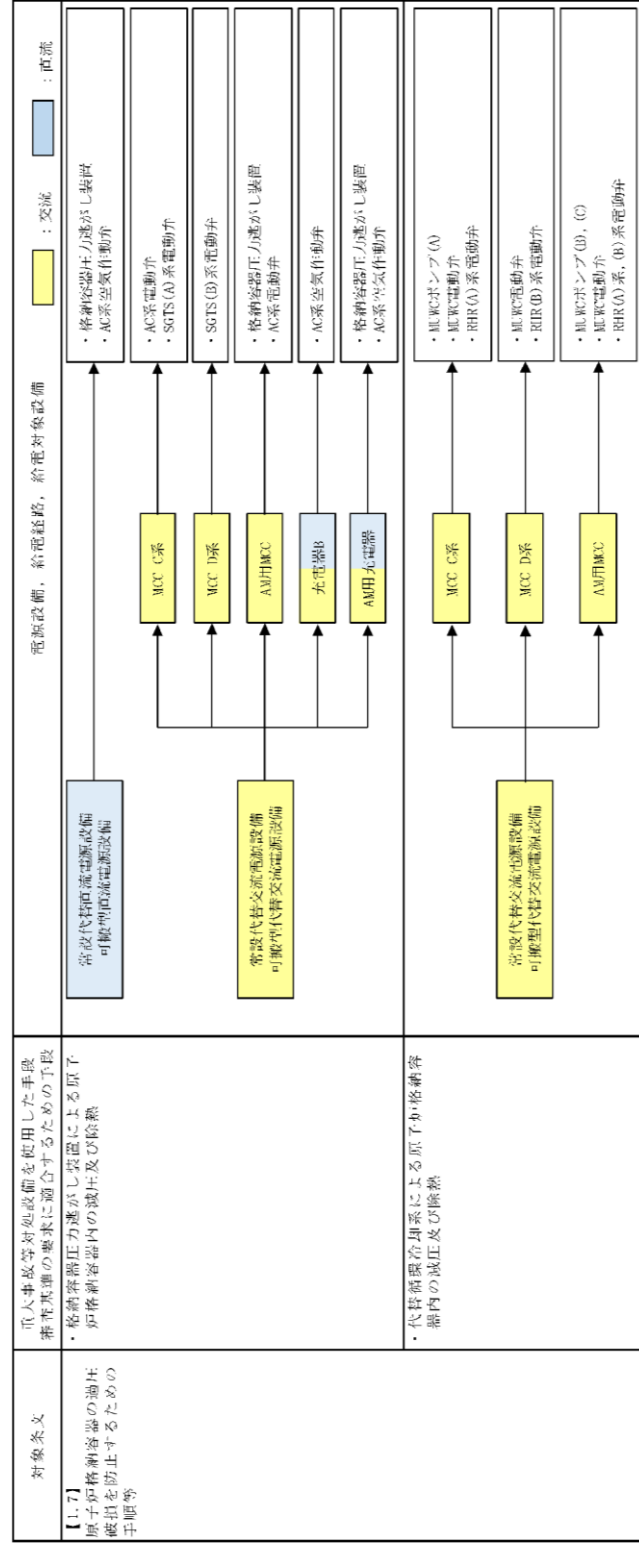 対象条文
重大事故等対処設備を使用した手段
審査基準の要求に適合するための手段
電源設備，給電経路，給電対象設備
：交流
：直流
【1.7】
原子炉格納容器の過圧
破損を防止するための
手順等
・格納容器圧力逃がし装置による原子
炉格納容器内の減圧及び除熱
常設代替直流電源設備
可搬型直流電源設備
・格納容器圧力逃がし装置
・AC系空気作動弁
常設代替交流電源設備
可搬型代替交流電源設備
MCC C系
・AC系電動弁
・SGTS(A)系電動弁
MCC D系
・SGTS(B)系電動弁
AM用MCC
・格納容器圧力逃がし装置
・AC系電動弁
充電器B
・AC系空気作動弁
AM用充電器
・格納容器圧力逃がし装置
・AC系空気作動弁
・代替循環冷却系による原子炉格納容
器内の減圧及び除熱
常設代替交流電源設備
可搬型代替交流電源設備
MCC C系
・MUWCポンプ(A)
・MUWC電動弁
・RHR(A)系電動弁
MCC D系
・MUWC電動弁
・RHR(B)系電動弁
AM用MCC
・MUWCポンプ(B)，(C)
・MUWC電動弁
・RHR(A)系，(B)系電動弁